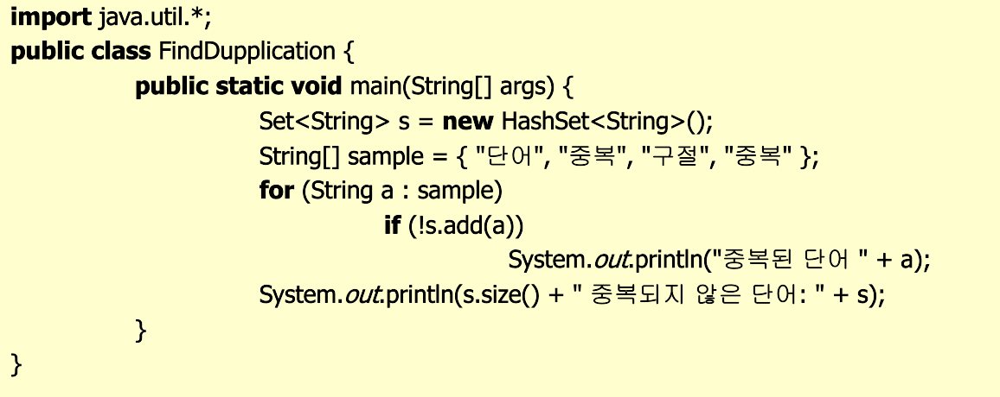 import java.util.*;
public class FindDupplication {
public static void main(String[] args) {
Set<String> s = new HashSet<String>();
String[] sample = { "단어", "중복", "구절", "중복" };
for (String a : sample)
if (!s.add(a))
System.out.println("중복된 단어 " + a);
System.out.println(s.size() + " 중복되지 않은 단어: " + s);
}
}